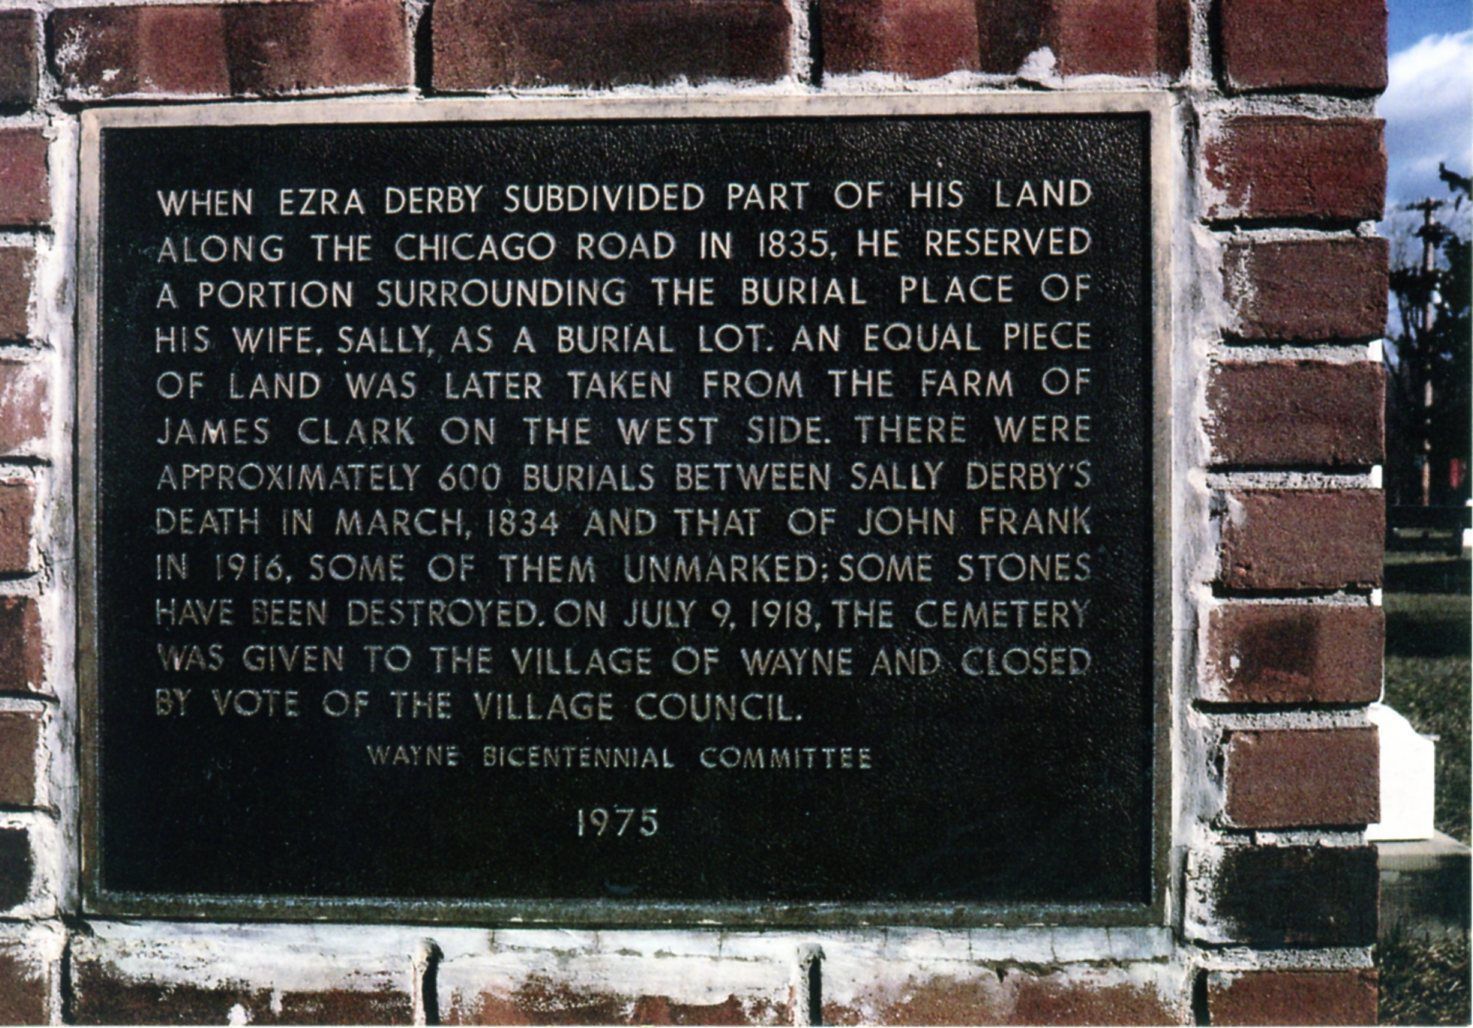 WHEN EZRA DERBY SUBDIVIDED PART OF HIS LAND
ALONG THE CHICAGO ROAD IN 1835, HE RESERVED
A PORTION SURROUNDING THE BURIAL PLACE OF
HIS WIFE, SALLY, AS A BURIAL LOT. AN EQUAL PIECE
OF LAND WAS LATER TAKEN FROM THE FARM OF
JAMES CLARK ON THE WEST SIDE. THERE WERE
APPROXIMATELY 600 BURIALS BETWEEN SALLY DERBY'S
DEATH IN MARCH, 1834 AND THAT OF JOHN FRANK
IN 1916, SOME OF THEM UNMARKED; SOME STONES
HAVE BEEN DESTROYED. ON JULY 9, 1918, THE CEMETERY
WAS GIVEN TO THE VILLAGE OF WAYNE AND CLOSED
BY VOTE OF THE VILLAGE COUNCIL.
WAYNE BICENTENNIAL COMMITTEE
1975